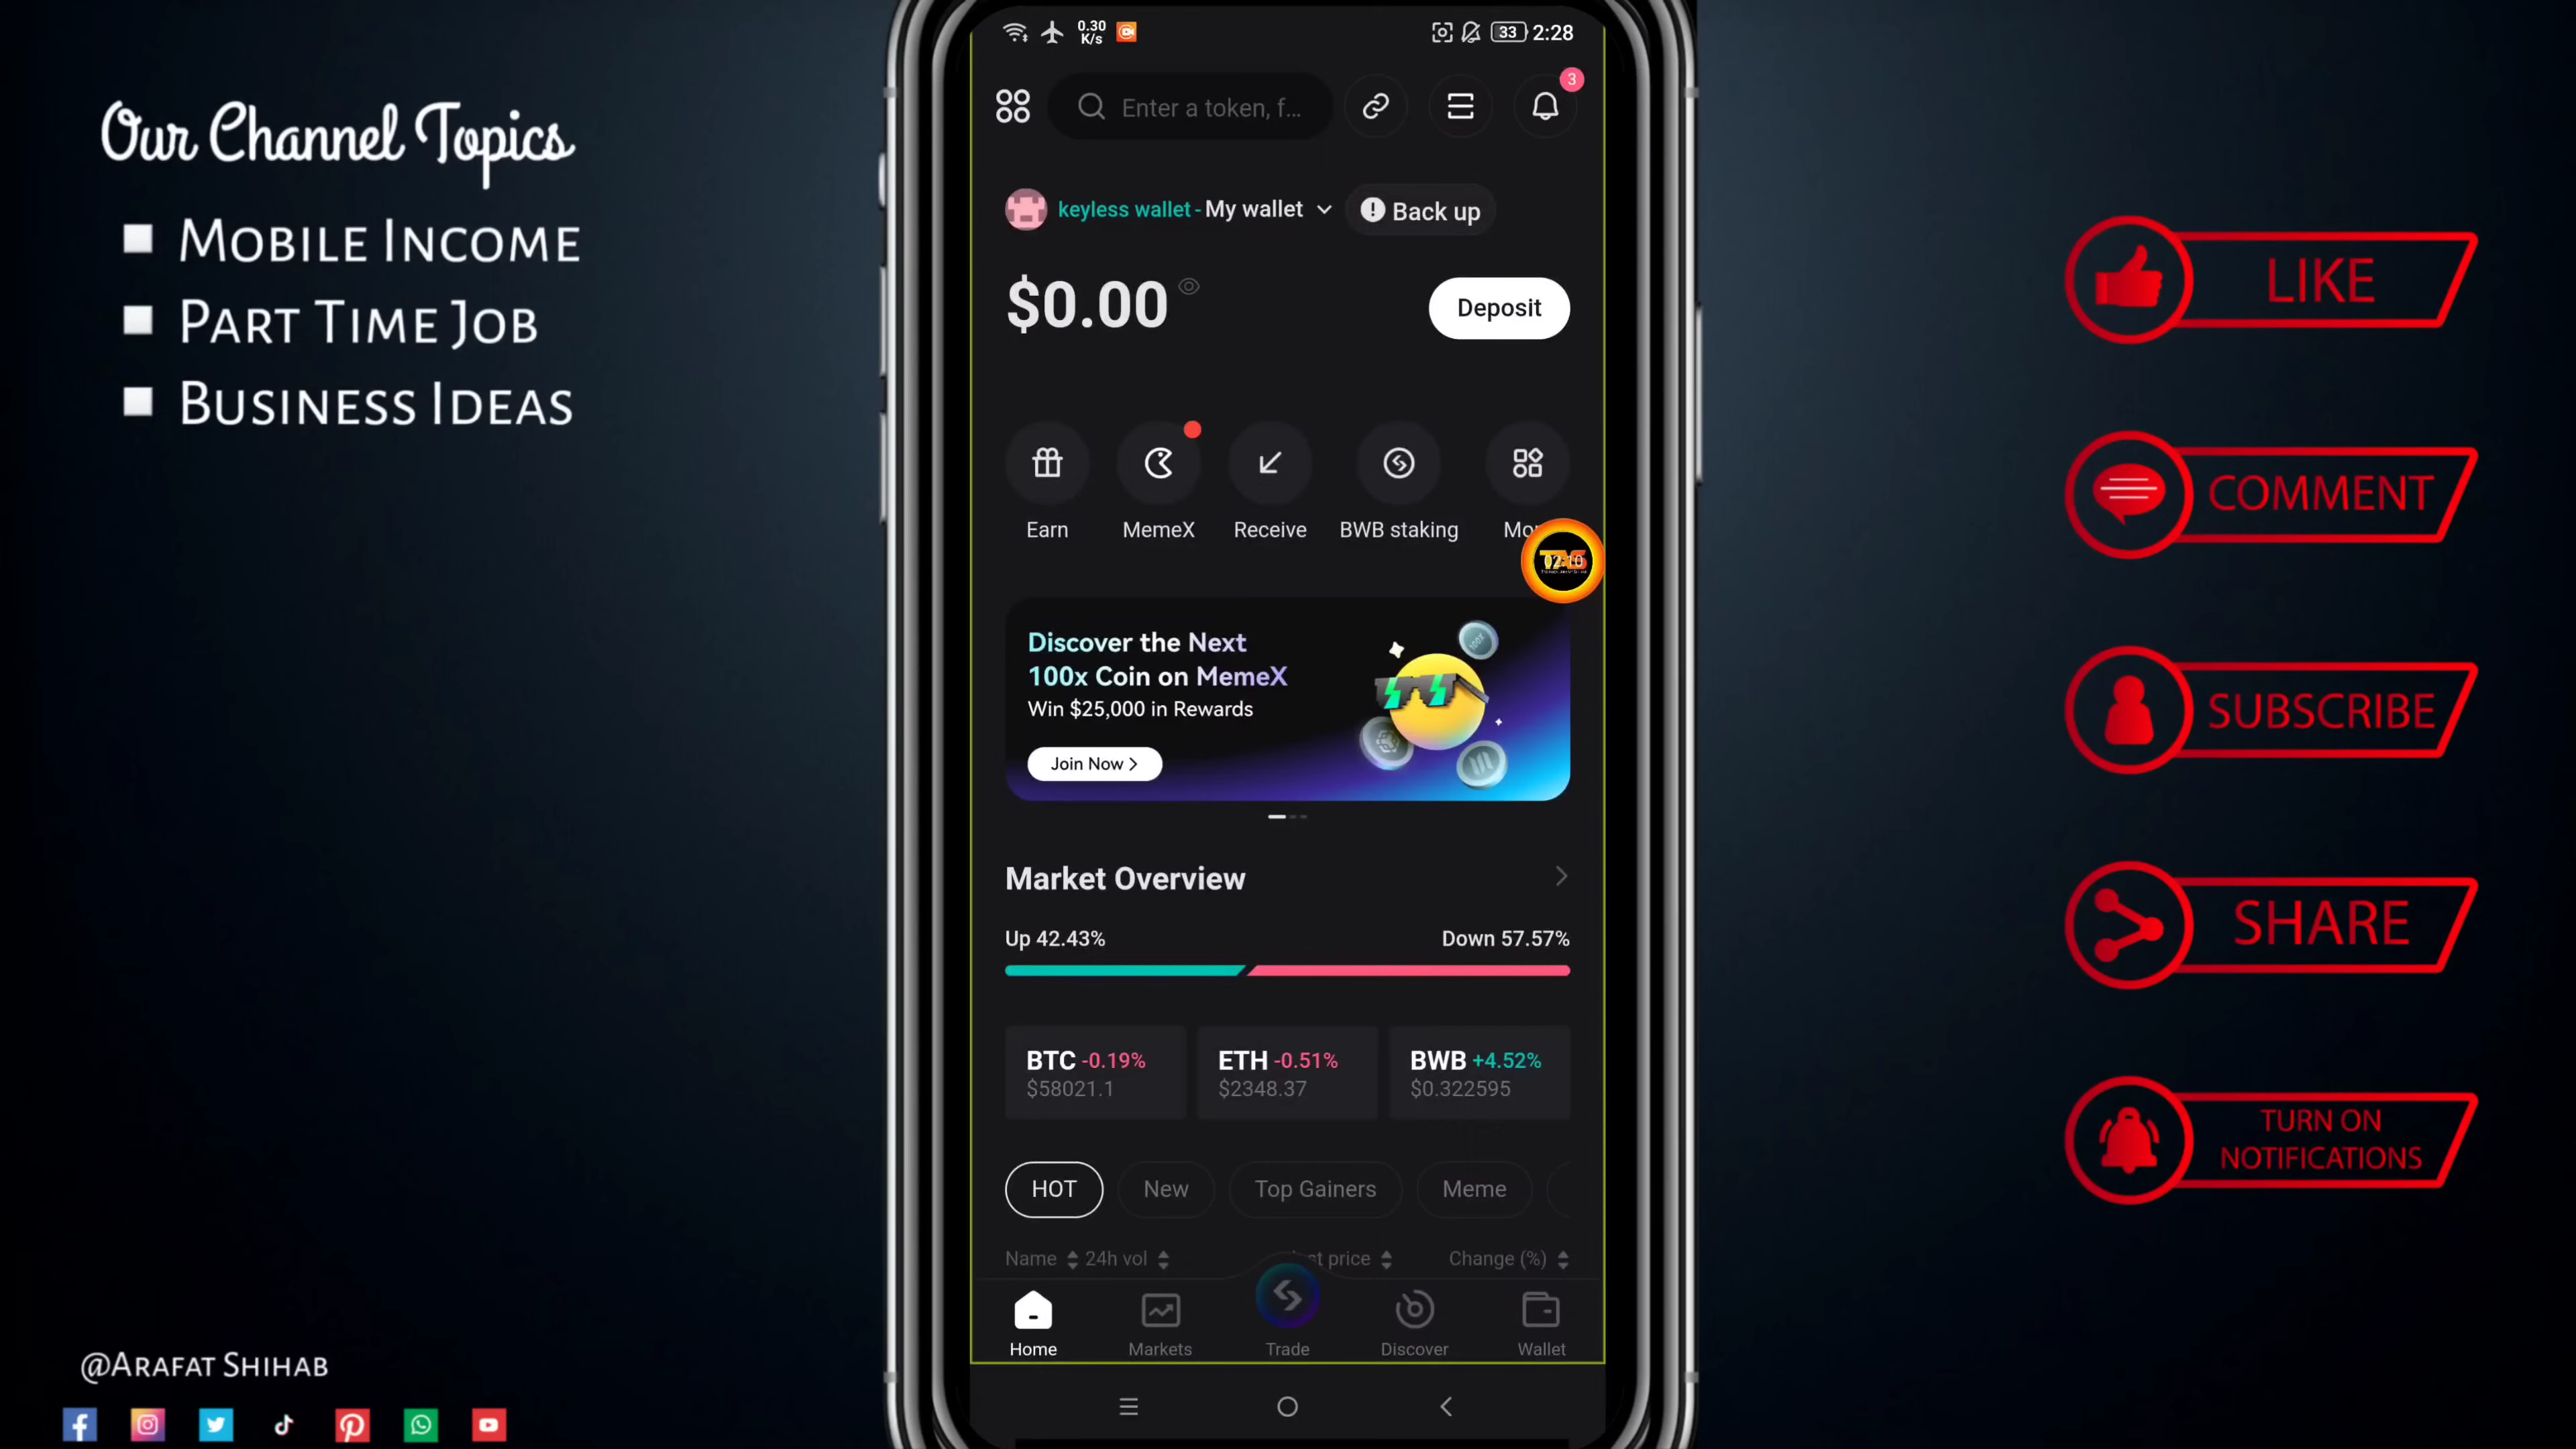 Our Channel Topics
Mobile Income
Part Time Job
Business Ideas
@Arafat Shihab
0.30
K/s
33
2:28
Enter a token, f...
3
keyless wallet - My wallet
Back up
$0.00
Deposit
Earn
MemeX
Receive
BWB staking
02:10
Discover the Next
100x Coin on MemeX
Win $25,000 in Rewards
Join Now >
Market Overview
Up 42.43%
Down 57.57%
BTC -0.19%
$58021.1
ETH -0.51%
$2348.37
BWB +4.52%
$0.322595
HOT
New
Top Gainers
Meme
Name
24h vol
price
Change (%)
Home
Markets
Trade
Discover
Wallet
LIKE
COMMENT
SUBSCRIBE
SHARE
TURN ON
NOTIFICATIONS